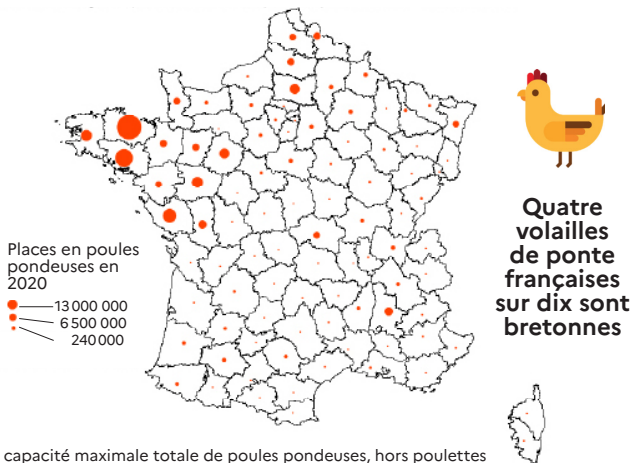 Quatre
volailles
de ponte
françaises
sur dix sont
bretonnes
Places en poules
pondeuses en
2020
13 000 000
6 500 000
240 000
capacité maximale totale de poules pondeuses, hors poulettes